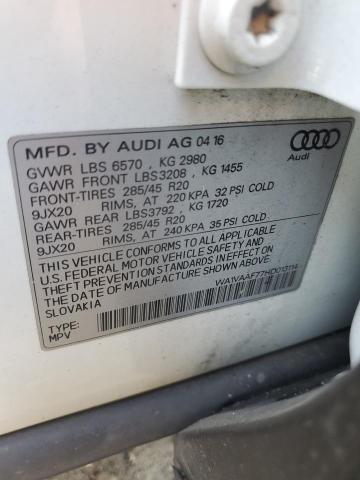 MFD. BY AUDI AG 04 16
GVWR LBS 6570 , KG 2980
GAWR FRONT LBS3208 , KG 1455
FRONT-TIRES 285/45 R20
9JX20 RIMS, AT 220 KPA 32 PSI COLD
GAWR REAR LBS3792 , KG 1720
REAR-TIRES 285/45 R20
9JX20 RIMS, AT 240 KPA 35 PSI COLD
THIS VEHICLE CONFORMS TO ALL APPLICABLE
U.S. FEDERAL MOTOR VEHICLE SAFETY AND
THEFT PREVENTION STANDARDS IN EFFECT ON
THE DATE OF MANUFACTURE SHOWN ABOVE.
SLOVAKIA
TYPE:
MPV
Audi